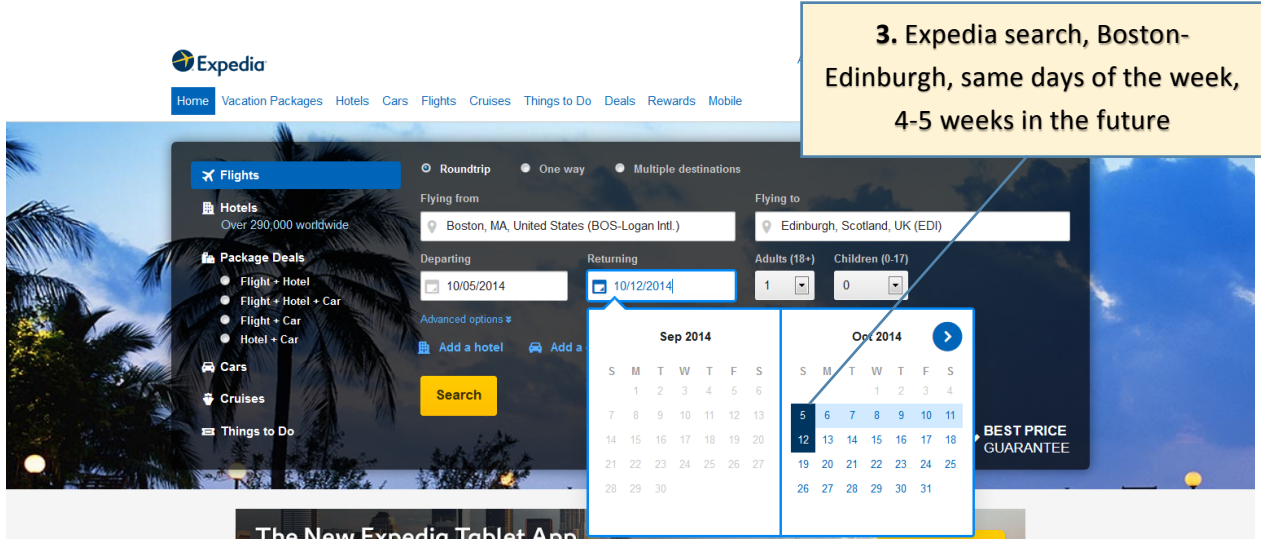 3. Expedia search, Boston-
Edinburgh, same days of the week,
4-5 weeks in the future
Expedia
Home Vacation Packages Hotels Cars Flights Cruises Things to Do Deals Rewards Mobile
Flights
Hotels
Over 290,000 worldwide
Package Deals
Flight + Hotel
Flight + Hotel + Car
Flight + Car
Hotel + Car
Cars
Cruises
Things to Do
Roundtrip One way Multiple destinations
Flying from Flying to
Boston, MA, United States (BOS-Logan Intl.) Edinburgh, Scotland, UK (EDI)
Departing Returning Adults (18+) Children (0-17)
10/05/2014 10/12/2014 1 0
Advanced options
Add a hotel Add a
Search
Sep 2014
S M T W T F S
1 2 3 4 5 6
7 8 9 10 11 12 13
14 15 16 17 18 19 20
21 22 23 24 25 26 27
28 29 30
Oct 2014
S M T W T F S
1 2 3 4
5 6 7 8 9 10 11
12 13 14 15 16 17 18
19 20 21 22 23 24 25
26 27 28 29 30 31
BEST PRICE
GUARANTEE
The New Expedia Tablet App